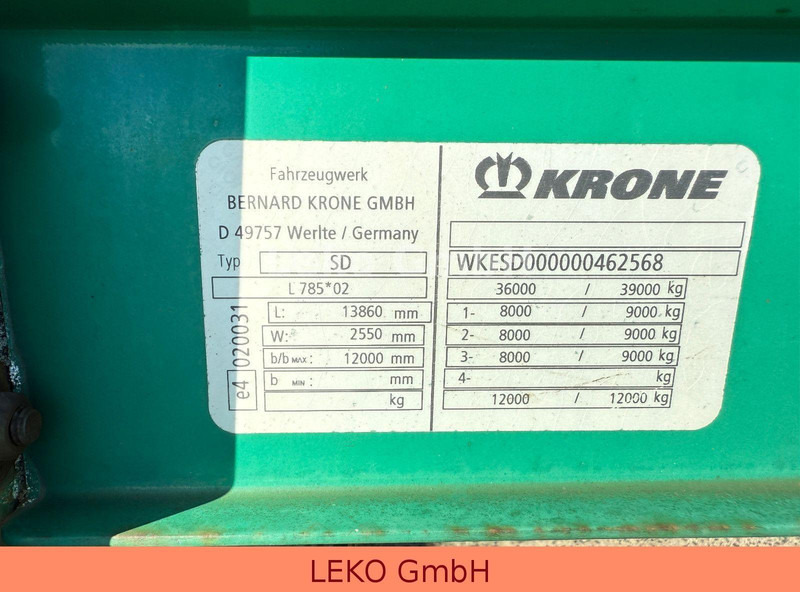 Fahrzeugwerk
BERNARD KRONE GMBH
D 49757 Werlte / Germany
Typ SD
L 785*02
L: 13860 mm
W: 2550 mm
b/b MAX: 12000 mm
b MIN: mm
kg
e4 020031
KRONE
WKESD000000462568
36000 / 39000 kg
1- 8000 / 9000 kg
2- 8000 / 9000 kg
3- 8000 / 9000 kg
4- kg
12000 / 12000 kg
LEKO GmbH